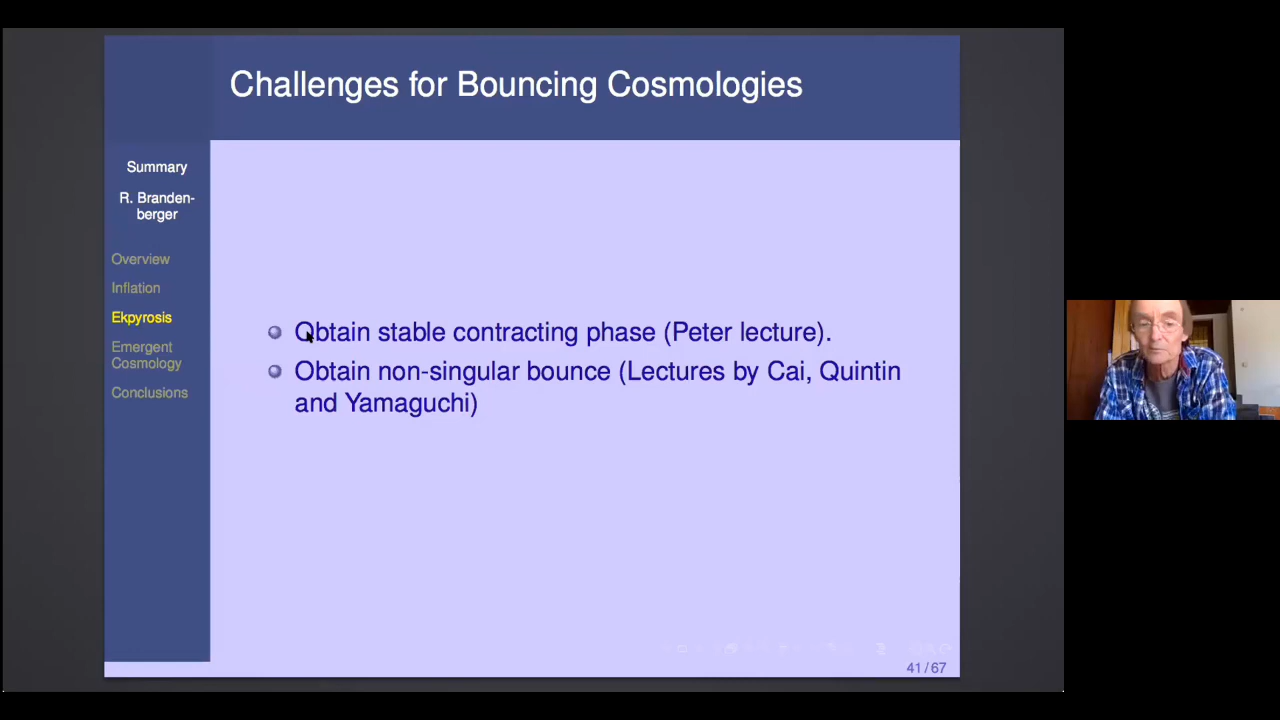 Challenges for Bouncing Cosmologies
Summary
R. Branden-
berger
Overview
Inflation
Ekpyrosis
Emergent
Cosmology
Conclusions
Obtain stable contracting phase (Peter lecture).
Obtain non-singular bounce (Lectures by Cai, Quintin
and Yamaguchi)
41 / 67